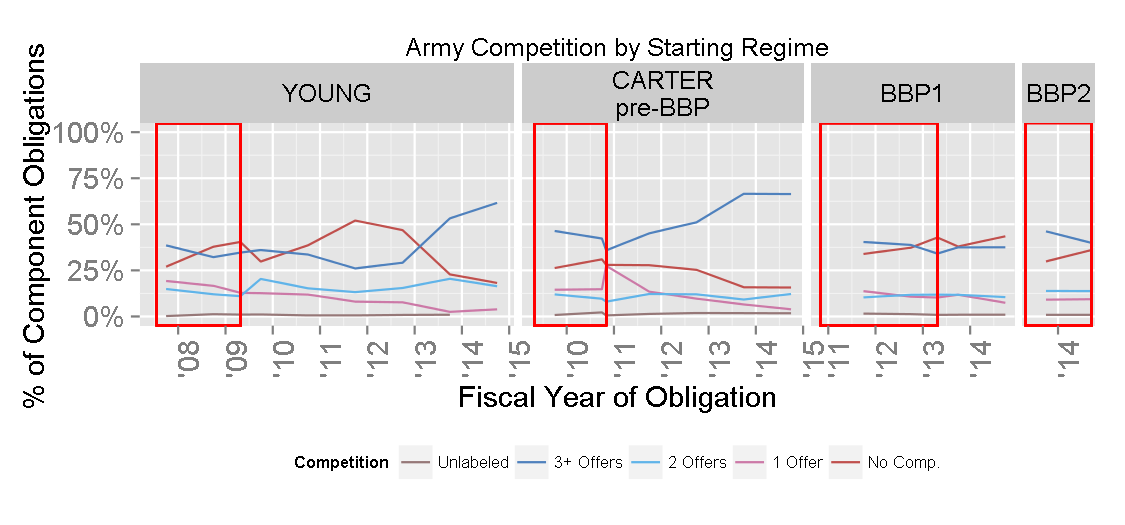 Army Competition by Starting Regime
YOUNG
CARTER
pre-BBP
BBP1
BBP2
% of Component Obligations
100%
75%
50%
25%
0%
'08 '09 '10 '11 '12 '13 '14 '15
'10 '11 '12 '13 '14 '15
'11 '12 '13 '14
'14
Fiscal Year of Obligation
Competition Unlabeled 3+ Offers 2 Offers 1 Offer No Comp.